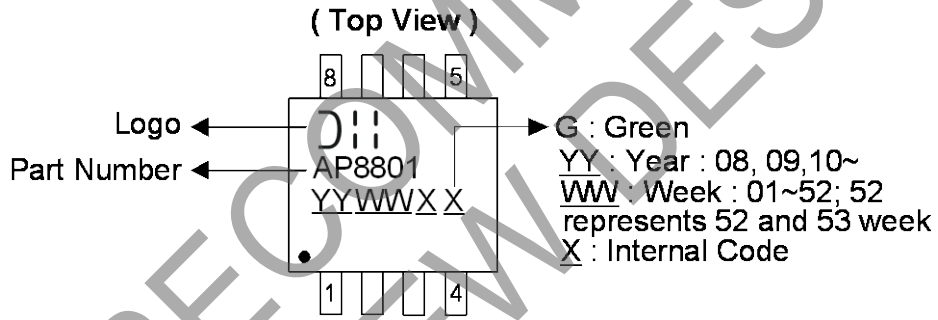 ( Top View )
8 5
Logo
DII
G : Green
Part Number
AP8801
YY : Year : 08, 09,10~
YYWWX X
WW : Week : 01~52; 52
represents 52 and 53 week
X : Internal Code
1 4